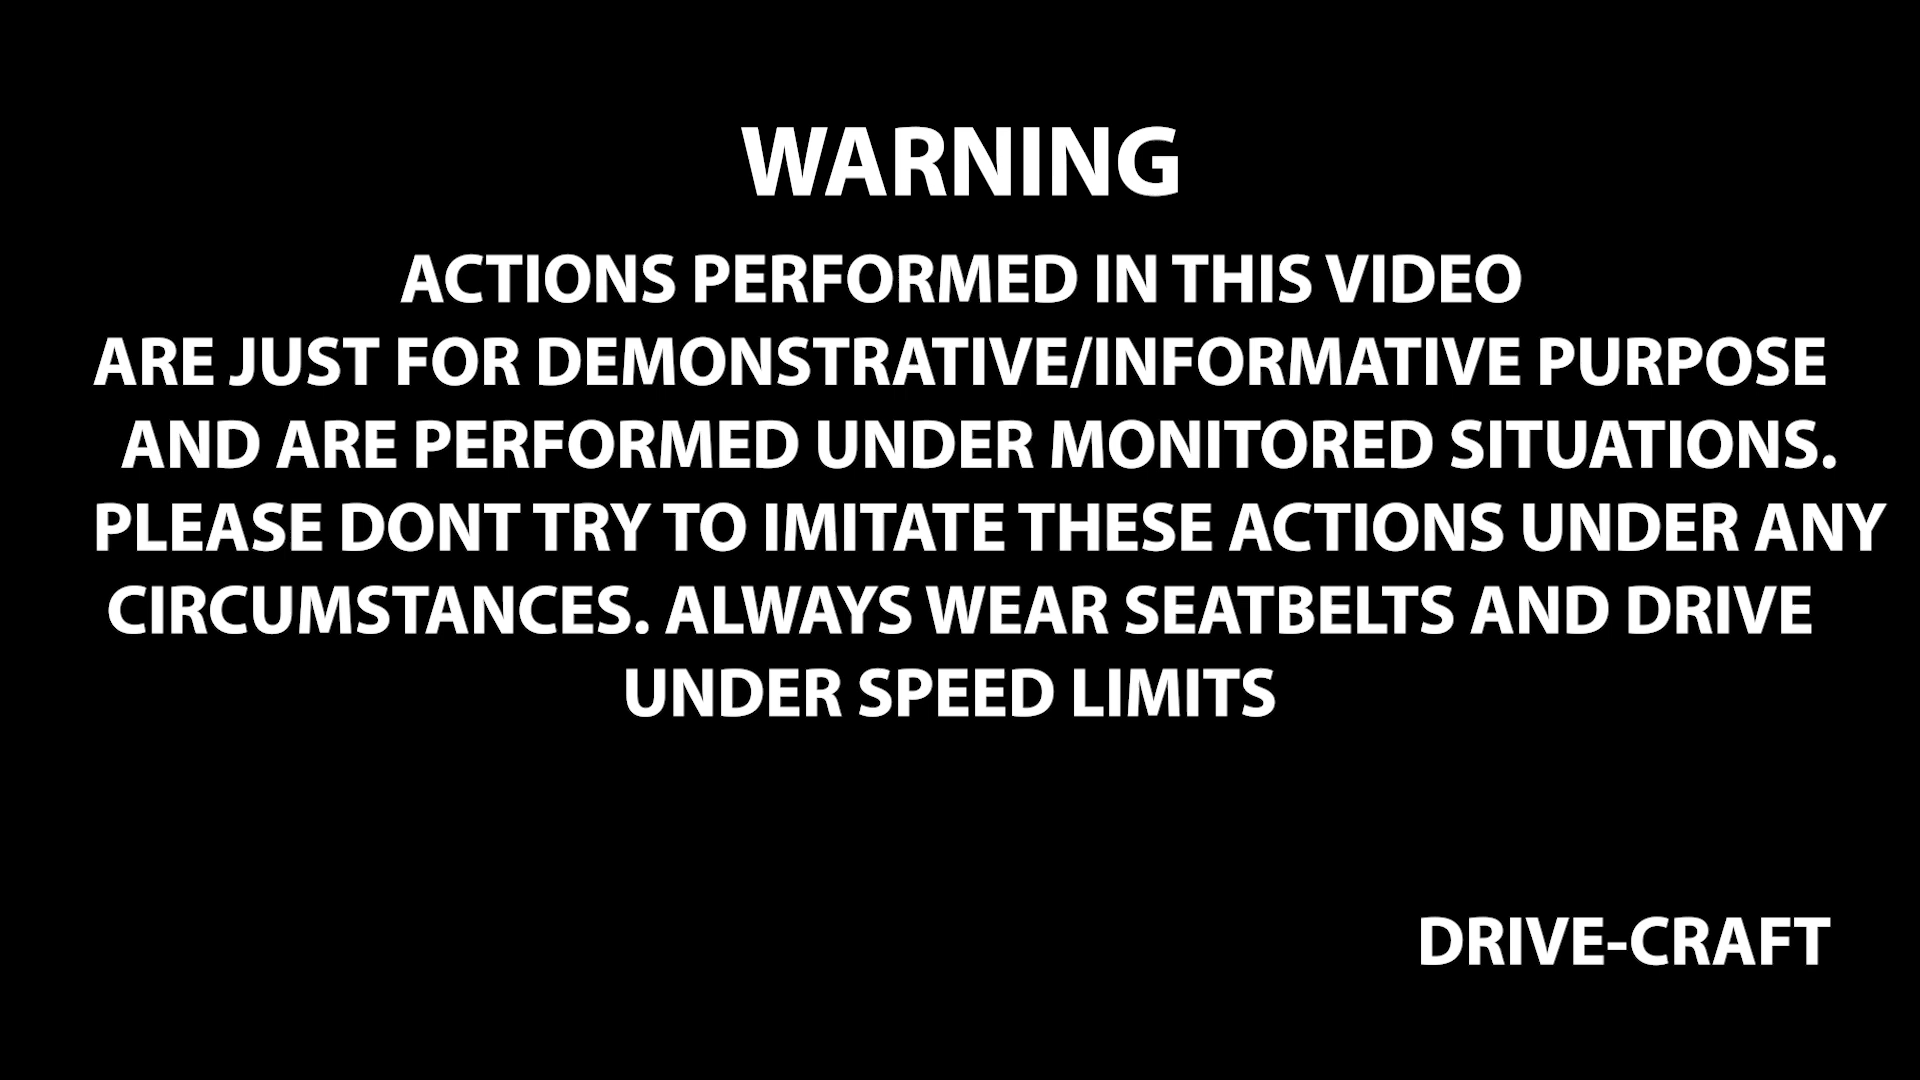 WARNING
ACTIONS PERFORMED IN THIS VIDEO
ARE JUST FOR DEMONSTRATIVE/INFORMATIVE PURPOSE
AND ARE PERFORMED UNDER MONITORED SITUATIONS.
PLEASE DONT TRY TO IMITATE THESE ACTIONS UNDER ANY
CIRCUMSTANCES. ALWAYS WEAR SEATBELTS AND DRIVE
UNDER SPEED LIMITS
DRIVE-CRAFT